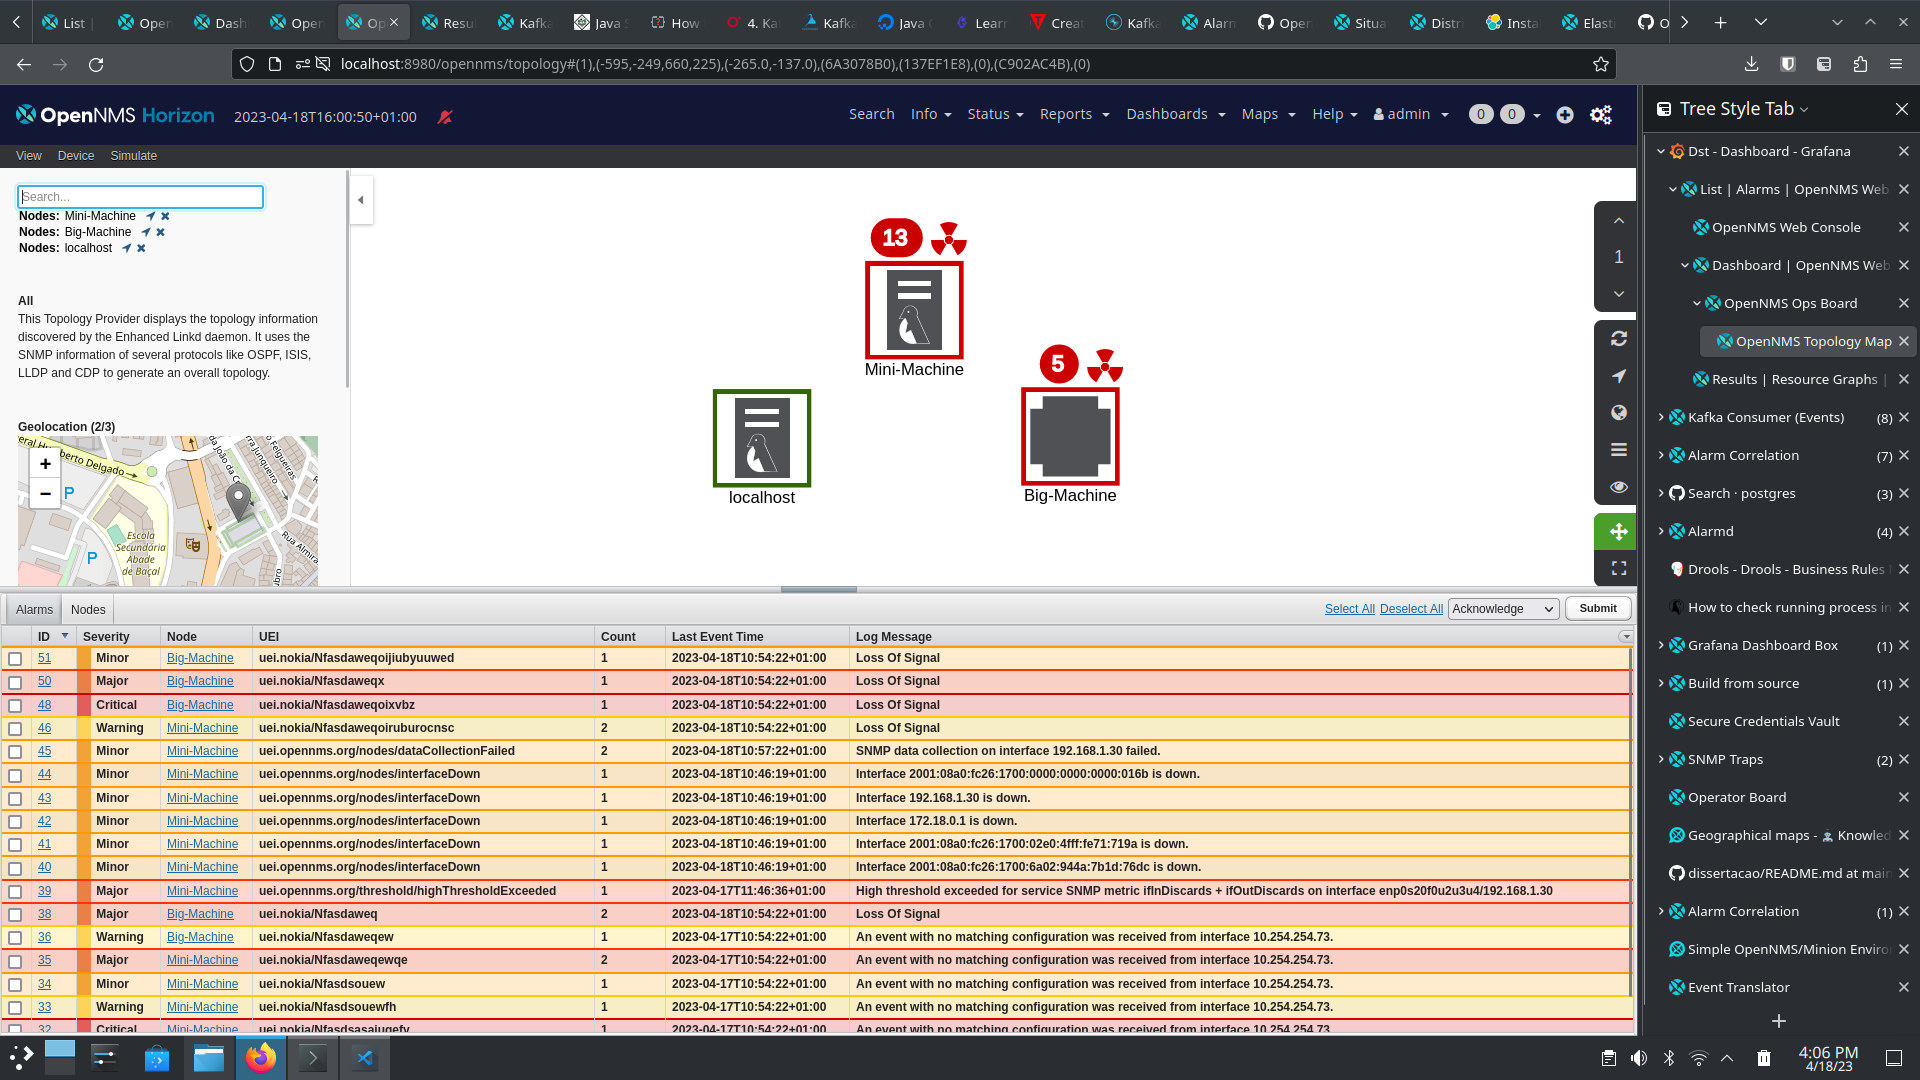 List |
Open
Dash
Open
Op
Resu
Kafka
Java S
How
4. Ka
Kafk
Java
Learn
Creat
Kafka
Alarm
Open
Situa
Distri
Insta
Elasti
O
localhost:8980/opennms/topology#(1),(-595,-249,660,225),(-265.0,-137.0),(6A3078B0),(137EF1E8),(0),(C902AC4B),(0)
OpenNMS Horizon
2023-04-18T16:00:50+01:00
Search Info Status Reports Dashboards Maps Help admin 0 0
View Device Simulate
Search...
Nodes: Mini-Machine
Nodes: Big-Machine
Nodes: localhost
All
This Topology Provider displays the topology information
discovered by the Enhanced Linkd daemon. It uses the
SNMP information of several protocols like OSPF, ISIS,
LLDP and CDP to generate an overall topology.
Geolocation (2/3)
+
−
P
P
Escola
Secundária
Abade
de Baçal
Rua Almira
13
Mini-Machine
5
Big-Machine
localhost
1
Alarms Nodes
Select All Deselect All Acknowledge Submit
ID Severity Node UEI Count Last Event Time Log Message
51 Minor Big-Machine uei.nokia/Nfasdaweqoijiubyuuwed 1 2023-04-18T10:54:22+01:00 Loss Of Signal
50 Major Big-Machine uei.nokia/Nfasdaweqx 1 2023-04-18T10:54:22+01:00 Loss Of Signal
48 Critical Big-Machine uei.nokia/Nfasdaweqoixvbz 1 2023-04-18T10:54:22+01:00 Loss Of Signal
46 Warning Mini-Machine uei.nokia/Nfasdaweqoiruburocnsc 2 2023-04-18T10:54:22+01:00 Loss Of Signal
45 Minor Mini-Machine uei.opennms.org/nodes/dataCollectionFailed 2 2023-04-18T10:57:22+01:00 SNMP data collection on interface 192.168.1.30 failed.
44 Minor Mini-Machine uei.opennms.org/nodes/interfaceDown 1 2023-04-18T10:46:19+01:00 Interface 2001:08a0:fc26:1700:0000:0000:0000:016b is down.
43 Minor Mini-Machine uei.opennms.org/nodes/interfaceDown 1 2023-04-18T10:46:19+01:00 Interface 192.168.1.30 is down.
42 Minor Mini-Machine uei.opennms.org/nodes/interfaceDown 1 2023-04-18T10:46:19+01:00 Interface 172.18.0.1 is down.
41 Minor Mini-Machine uei.opennms.org/nodes/interfaceDown 1 2023-04-18T10:46:19+01:00 Interface 2001:08a0:fc26:1700:02e0:4fff:fe71:719a is down.
40 Minor Mini-Machine uei.opennms.org/nodes/interfaceDown 1 2023-04-18T10:46:19+01:00 Interface 2001:08a0:fc26:1700:6a02:944a:7b1d:76dc is down.
39 Major Mini-Machine uei.opennms.org/threshold/highThresholdExceeded 1 2023-04-17T11:46:36+01:00 High threshold exceeded for service SNMP metric ifInDiscards + ifOutDiscards on interface enp0s20f0u2u3u4/192.168.1.30
38 Major Big-Machine uei.nokia/Nfasdaweq 2 2023-04-18T10:54:22+01:00 Loss Of Signal
36 Warning Big-Machine uei.nokia/Nfasdaweqew 1 2023-04-17T10:54:22+01:00 An event with no matching configuration was received from interface 10.254.254.73.
35 Major Mini-Machine uei.nokia/Nfasdaweqewqe 2 2023-04-17T10:54:22+01:00 An event with no matching configuration was received from interface 10.254.254.73.
34 Minor Mini-Machine uei.nokia/Nfasdsouew 1 2023-04-17T10:54:22+01:00 An event with no matching configuration was received from interface 10.254.254.73.
33 Warning Mini-Machine uei.nokia/Nfasdsouewfh 1 2023-04-17T10:54:22+01:00 An event with no matching configuration was received from interface 10.254.254.73.
32 Critical Mini-Machine 1 2023-04-17T10:54:22+01:00 An event with no matching configuration was received from interface 10.254.254.73.
Tree Style Tab
Dst - Dashboard - Grafana
List | Alarms | OpenNMS Web
OpenNMS Web Console
Dashboard | OpenNMS Web
OpenNMS Ops Board
OpenNMS Topology Map
Results | Resource Graphs |
Kafka Consumer (Events) (8)
Alarm Correlation (7)
Search · postgres (3)
Alarmd (4)
Drools - Drools - Business Rules
How to check running process in
Grafana Dashboard Box (1)
Build from source (1)
Secure Credentials Vault
SNMP Traps (2)
Operator Board
Geographical maps - Knowled
dissertacao/README.md at main
Alarm Correlation (1)
Simple OpenNMS/Minion Enviro
Event Translator
4:06 PM
4/18/23